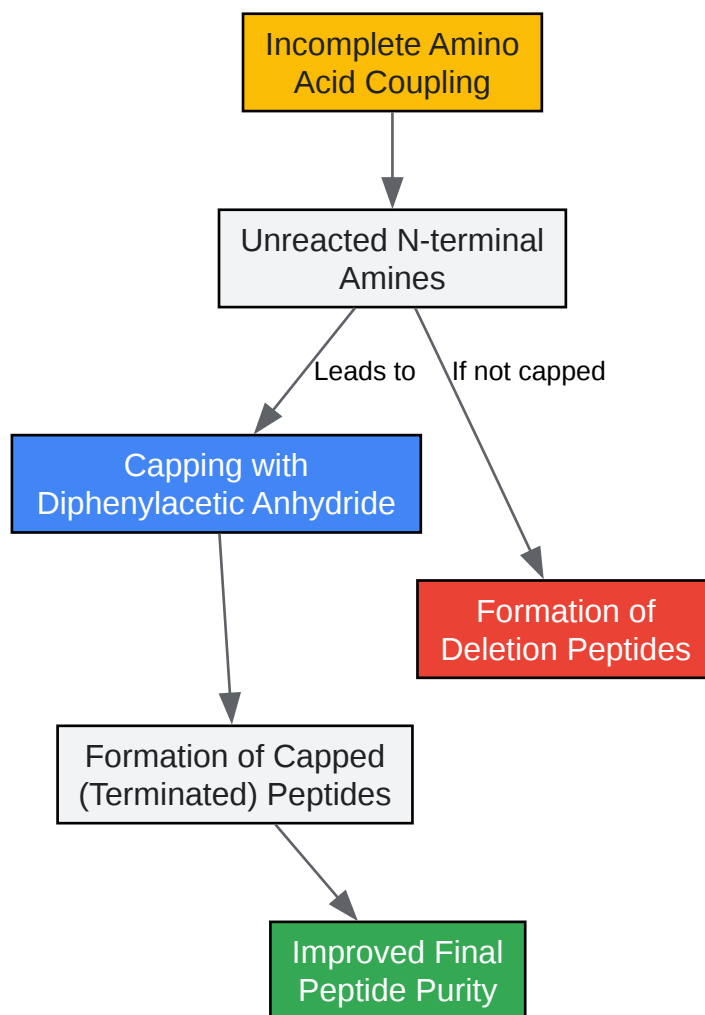 Incomplete Amino
Acid Coupling
Unreacted N-terminal
Amines
Leads to
If not capped
Capping with
Diphenylacetic Anhydride
Formation of
Deletion Peptides
Formation of Capped
(Terminated) Peptides
Improved Final
Peptide Purity